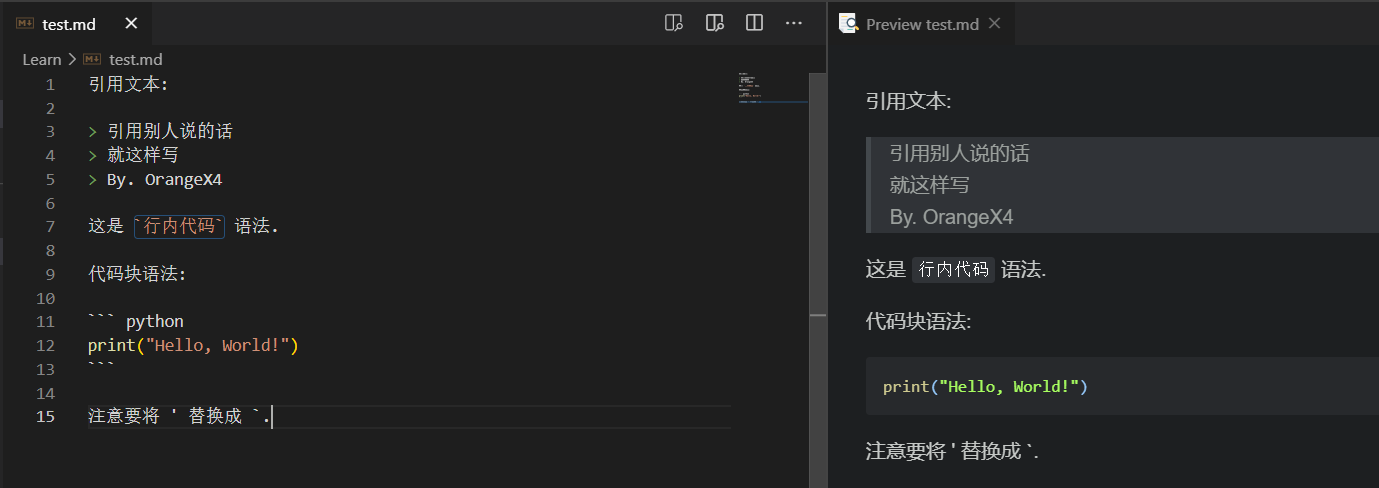 test.md
Preview test.md
Learn > test.md
1 引用文本:
2
3 > 引用别人说的话
4 > 就这样写
5 > By. OrangeX4
6
7 这是 `行内代码` 语法.
8
9 代码块语法:
10
11 ``` python
12 print("Hello, World!")
13 ```
14
15 注意要将 ' 替换成 `.
引用文本:
引用别人说的话
就这样写
By. OrangeX4
这是 行内代码 语法.
代码块语法:
print("Hello, World!")
注意要将 ' 替换成 `.